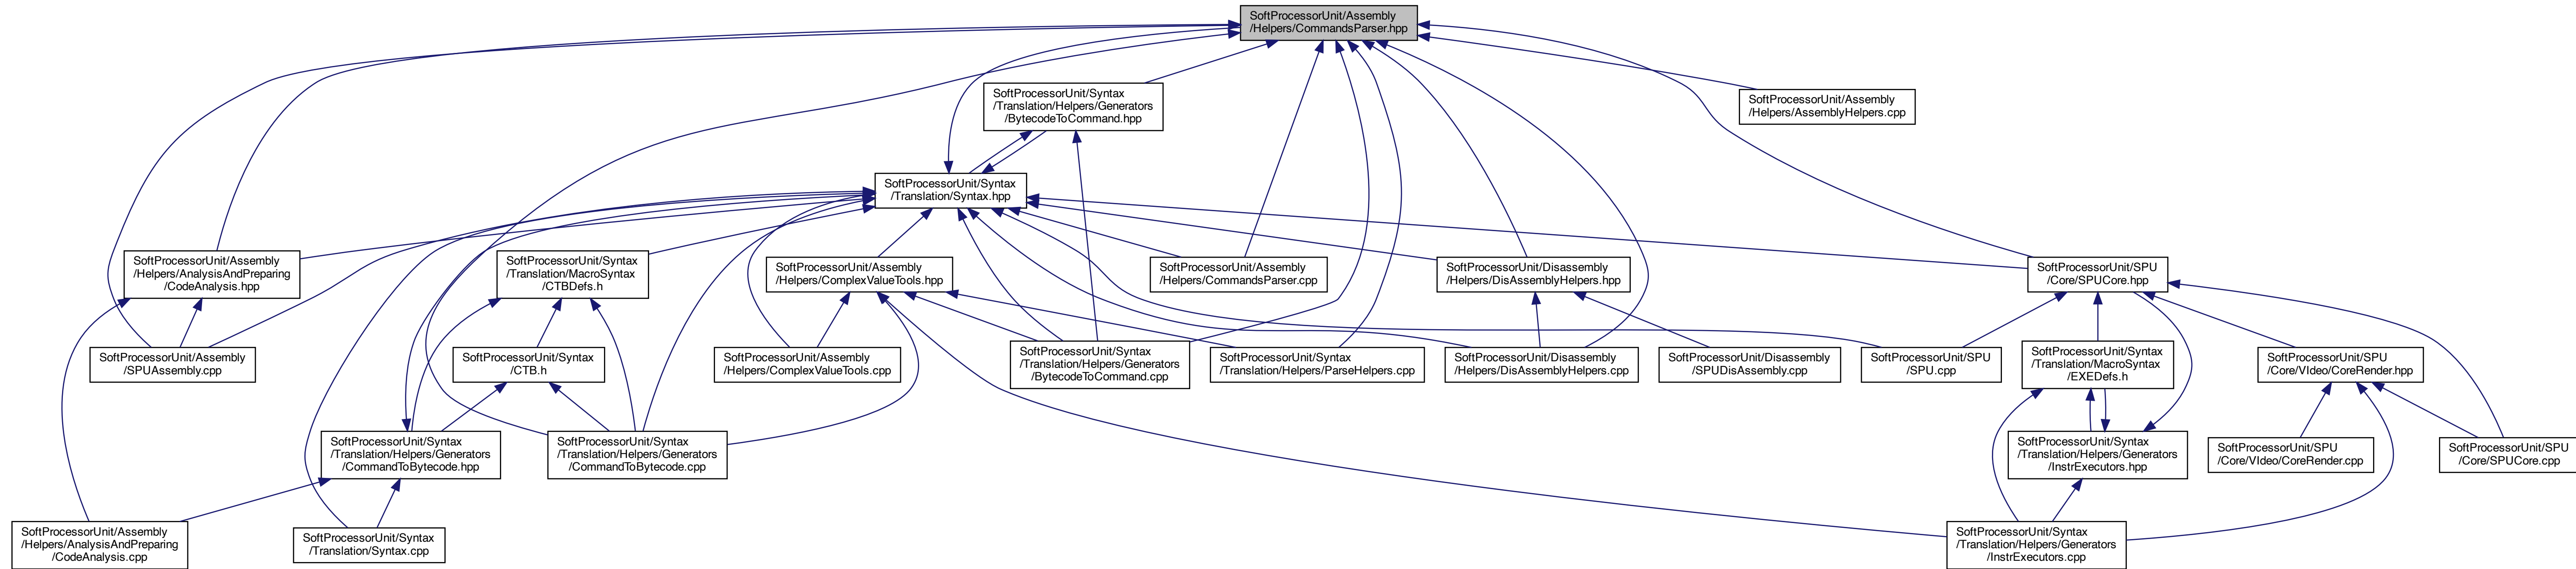 SoftProcessorUnit/Assembly
/Helpers/CommandsParser.hpp
SoftProcessorUnit/Syntax
/Translation/Helpers/Generators
/BytecodeToCommand.hpp
SoftProcessorUnit/Assembly
/Helpers/AssemblyHelpers.cpp
SoftProcessorUnit/Syntax
/Translation/Syntax.hpp
SoftProcessorUnit/Assembly
/Helpers/AnalysisAndPreparing
/CodeAnalysis.hpp
SoftProcessorUnit/Syntax
/Translation/MacroSyntax
/CTBDefs.h
SoftProcessorUnit/Assembly
/Helpers/ComplexValueTools.hpp
SoftProcessorUnit/Assembly
/Helpers/CommandsParser.cpp
SoftProcessorUnit/Disassembly
/Helpers/DisAssemblyHelpers.hpp
SoftProcessorUnit/SPU
/Core/SPUCore.hpp
SoftProcessorUnit/Assembly
/SPUAssembly.cpp
SoftProcessorUnit/Syntax
/CTB.h
SoftProcessorUnit/Assembly
/Helpers/ComplexValueTools.cpp
SoftProcessorUnit/Syntax
/Translation/Helpers/Generators
/BytecodeToCommand.cpp
SoftProcessorUnit/Syntax
/Translation/Helpers/ParseHelpers.cpp
SoftProcessorUnit/Disassembly
/Helpers/DisAssemblyHelpers.cpp
SoftProcessorUnit/Disassembly
/SPUDisAssembly.cpp
SoftProcessorUnit/SPU
/SPU.cpp
SoftProcessorUnit/Syntax
/Translation/MacroSyntax
/EXEDefs.h
SoftProcessorUnit/SPU
/Core/VIdeo/CoreRender.hpp
SoftProcessorUnit/Syntax
/Translation/Helpers/Generators
/CommandToBytecode.hpp
SoftProcessorUnit/Syntax
/Translation/Helpers/Generators
/CommandToBytecode.cpp
SoftProcessorUnit/Syntax
/Translation/Helpers/Generators
/InstrExecutors.hpp
SoftProcessorUnit/SPU
/Core/VIdeo/CoreRender.cpp
SoftProcessorUnit/SPU
/Core/SPUCore.cpp
SoftProcessorUnit/Assembly
/Helpers/AnalysisAndPreparing
/CodeAnalysis.cpp
SoftProcessorUnit/Syntax
/Translation/Syntax.cpp
SoftProcessorUnit/Syntax
/Translation/Helpers/Generators
/InstrExecutors.cpp